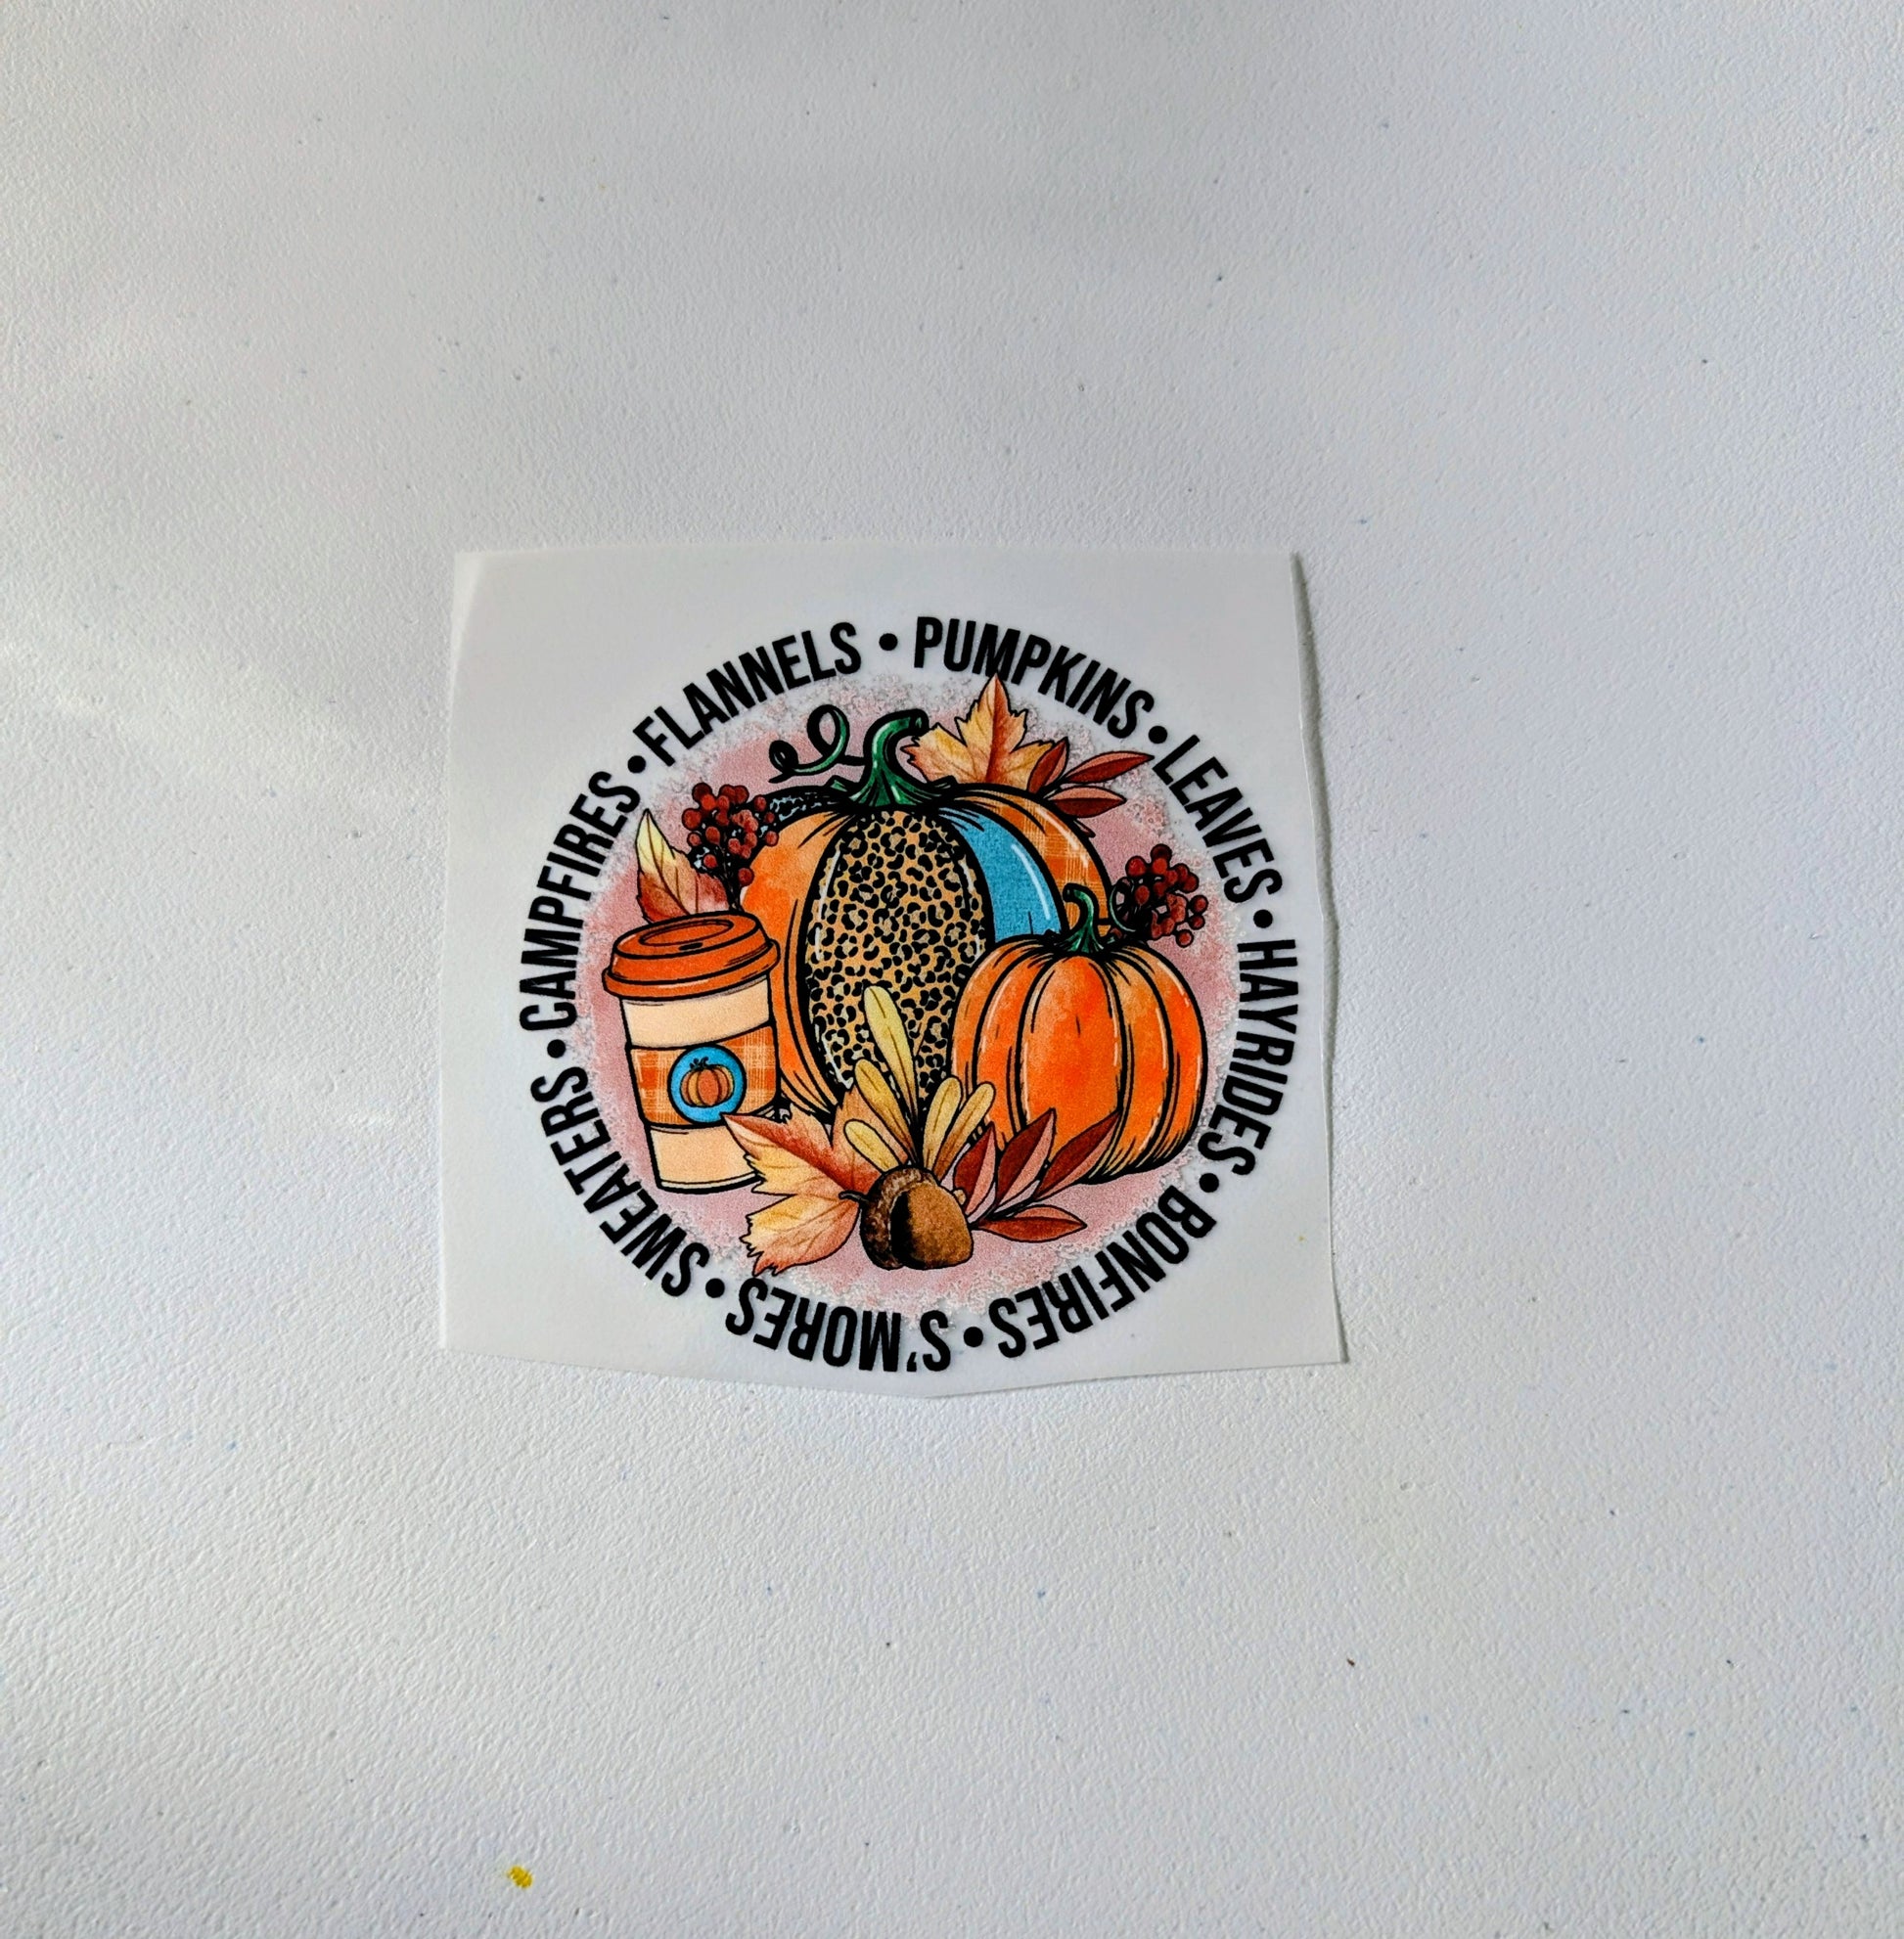 FLANNELS • PUMPKINS • LEAVES • HAYRIDES • BONFIRES • S'MORES • SWEATERS • CAMPFIRES •